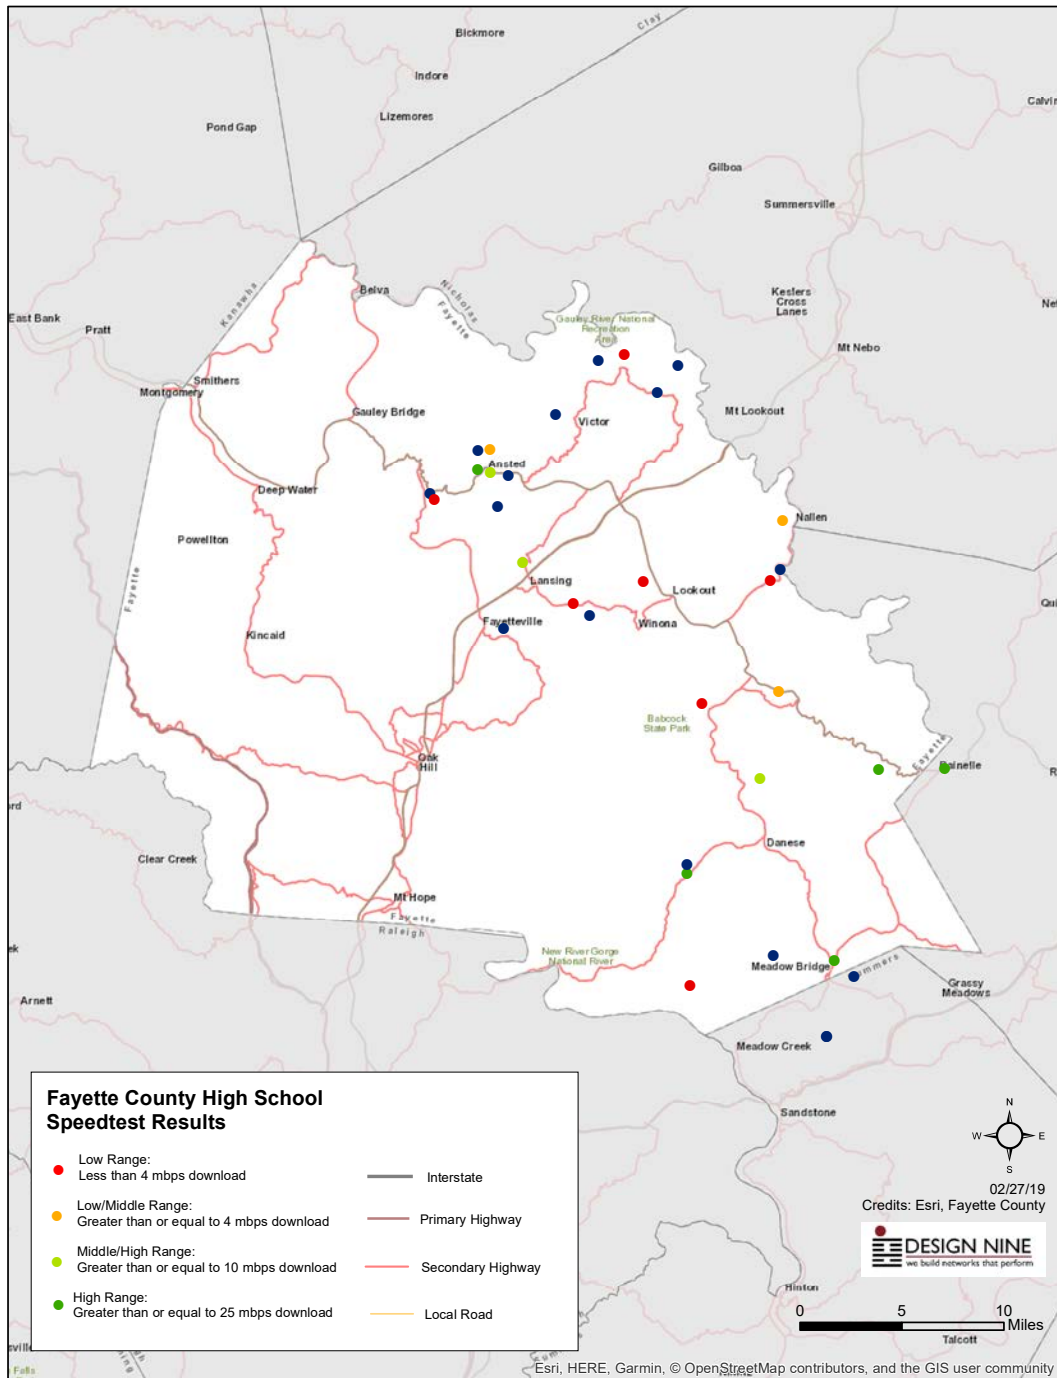 Bickmore
Clay
Indore
Calvin
Lizemores
Pond Gap
Gilboa
Summersville
Belva
Kanawha
Nicholas
Fayette
Keslers
Cross
Lanes
East Bank
Pratt
Gauley River National
Recreation
Area
Mt Nebo
Smithers
Montgomery
Gauley Bridge
Mt Lookout
Victor
Ansted
Deep Water
Nallen
Powellton
Lansing
Lookout
Fayette
Fayetteville
Winona
Kincaid
Babcock
State Park
Oak
Hill
Fayette
Rainelle
Clear Creek
Danese
Mt Hope
Fayette
Raleigh
New River Gorge
National River
Meadow Bridge
Summers
Grassy
Meadows
Arnett
Meadow Creek
Sandstone
Fayette County High School
Speedtest Results
Low Range:
Less than 4 mbps download
Interstate
Low/Middle Range:
Greater than or equal to 4 mbps download
Primary Highway
Middle/High Range:
Greater than or equal to 10 mbps download
Secondary Highway
High Range:
Greater than or equal to 25 mbps download
Local Road
N
W E
S
02/27/19
Credits: Esri, Fayette County
DESIGN NINE
we build networks that perform
Hinton
0 5 10
Miles
Talcott
Esri, HERE, Garmin, © OpenStreetMap contributors, and the GIS user community